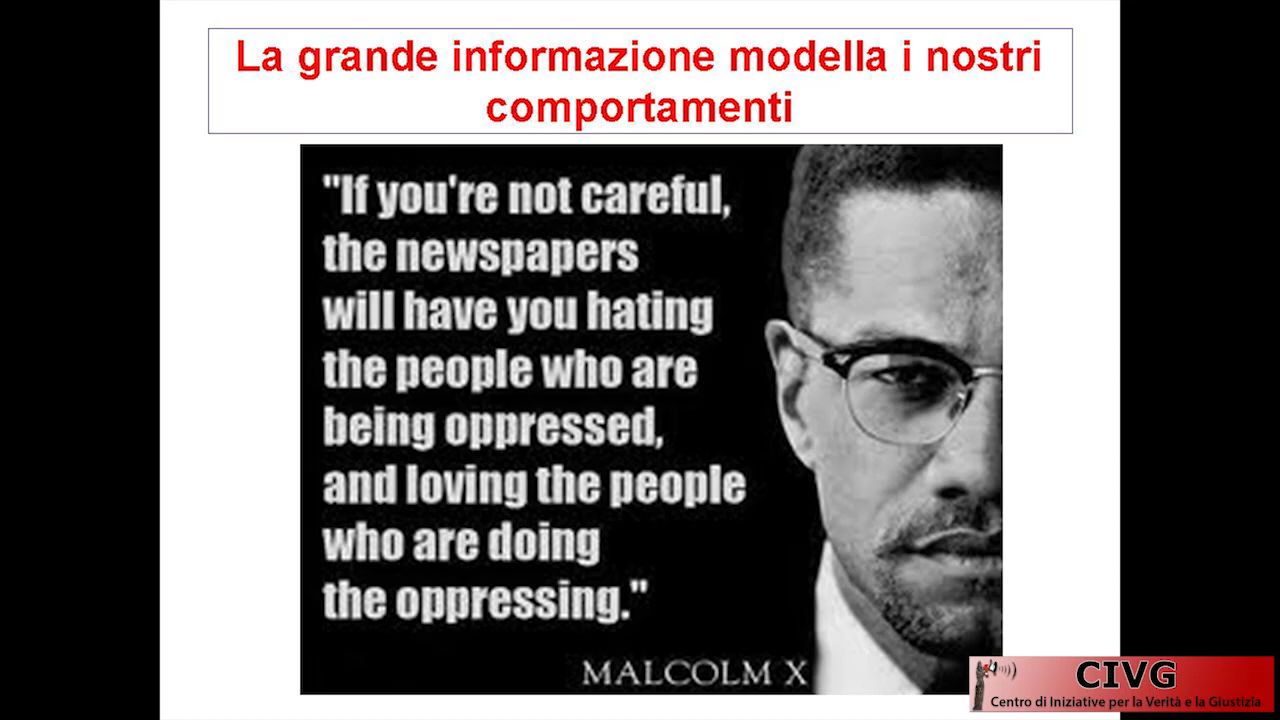 La grande informazione modella i nostri
comportamenti
"If you're not careful,
the newspapers
will have you hating
the people who are
being oppressed,
and loving the people
who are doing
the oppressing."
MALCOLM X
CIVG
Centro di Iniziative per la Verità e la Giustizia